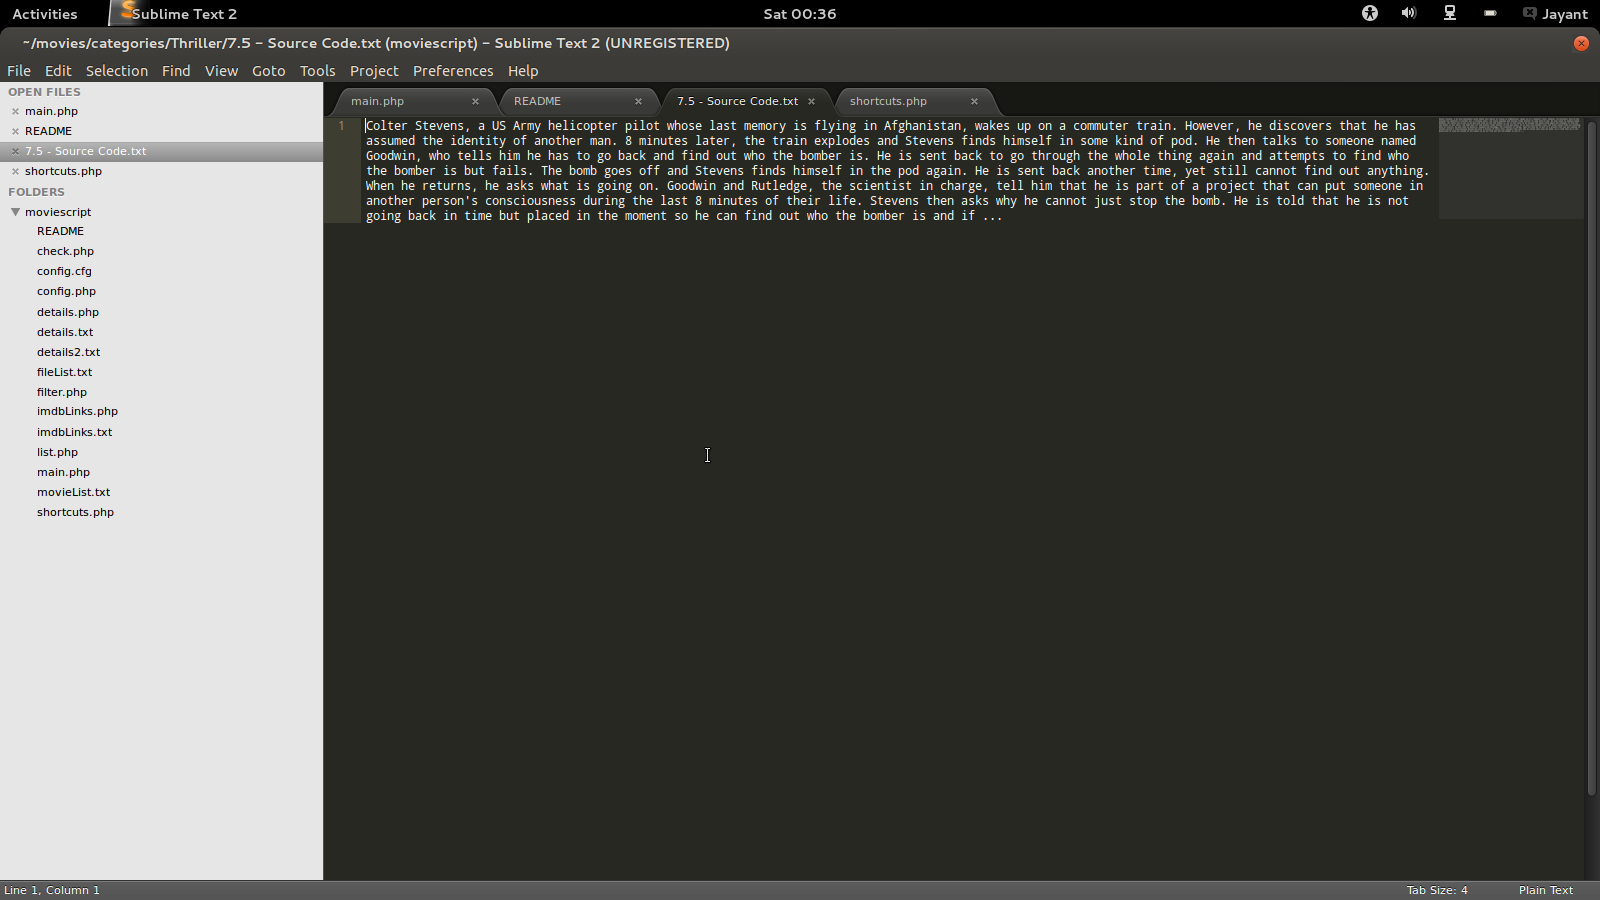 Activities
Sublime Text 2
Sat 00:36
Jayant
~/movies/categories/Thriller/7.5 - Source Code.txt (moviescript) - Sublime Text 2 (UNREGISTERED)
File Edit Selection Find View Goto Tools Project Preferences Help
OPEN FILES
main.php
README
7.5 - Source Code.txt
shortcuts.php
FOLDERS
moviescript
README
check.php
config.cfg
config.php
details.php
details.txt
details2.txt
fileList.txt
filter.php
imdbLinks.php
imdbLinks.txt
list.php
main.php
movieList.txt
shortcuts.php
main.php
README
7.5 - Source Code.txt
shortcuts.php
1
Colter Stevens, a US Army helicopter pilot whose last memory is flying in Afghanistan, wakes up on a commuter train. However, he discovers that he has
assumed the identity of another man. 8 minutes later, the train explodes and Stevens finds himself in some kind of pod. He then talks to someone named
Goodwin, who tells him he has to go back and find out who the bomber is. He is sent back to go through the whole thing again and attempts to find who
the bomber is but fails. The bomb goes off and Stevens finds himself in the pod again. He is sent back another time, yet still cannot find out anything.
When he returns, he asks what is going on. Goodwin and Rutledge, the scientist in charge, tell him that he is part of a project that can put someone in
another person's consciousness during the last 8 minutes of their life. Stevens then asks why he cannot just stop the bomb. He is told that he is not
going back in time but placed in the moment so he can find out who the bomber is and if ...
Line 1, Column 1
Tab Size: 4
Plain Text